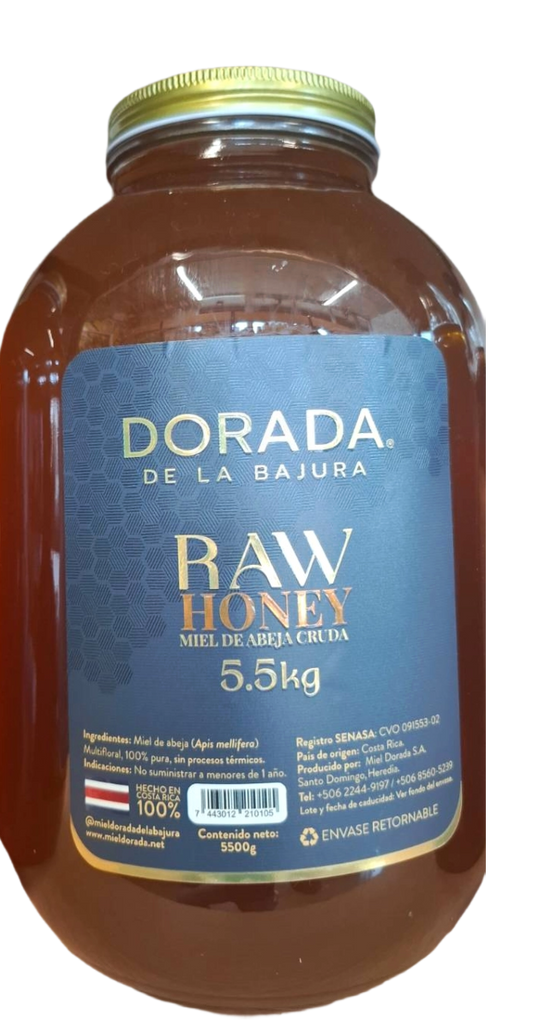 DORADA®
DE LA BAJURA
RAW
HONEY
MIEL DE ABEJA CRUDA
5.5kg
Ingredientes: Miel de abeja (Apis mellifera)
Multifloral, 100% pura, sin procesos térmicos.
Indicaciones: No suministrar a menores de 1 año.
HECHO EN
COSTA RICA
100%
@mieldoradadelabajura
www.mieldorada.net
7 443012 210105
Contenido neto:
5500g
Registro SENASA: CVO 091553-02
Pais de origen: Costa Rica.
Producido por: Miel Dorada S.A.
Santo Domingo, Heredia.
Tel: +506 2244-9197 / +506 8560-5239
Lote y fecha de caducidad: Ver fondo del envase.
ENVASE RETORNABLE